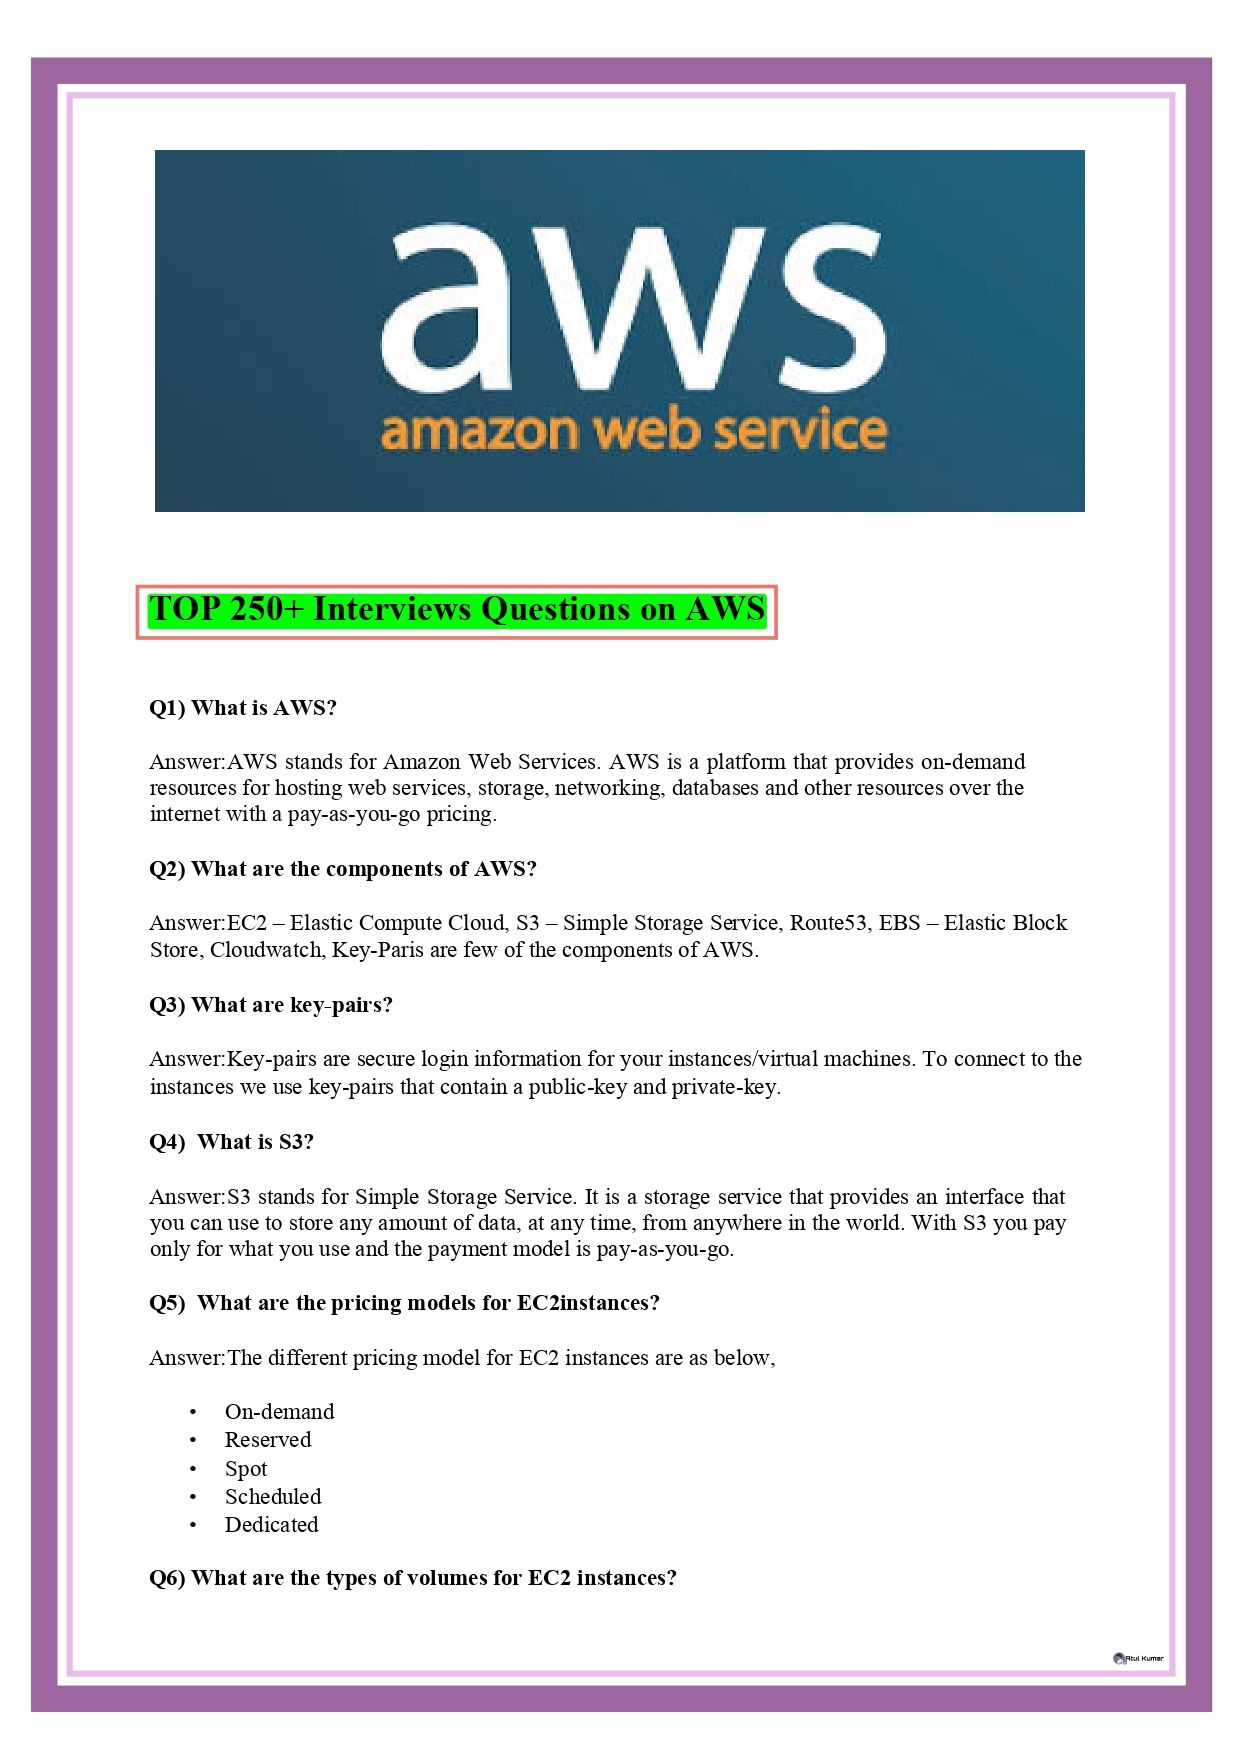 aws
amazon web service
TOP 250+ Interviews Questions on AWS
Q1) What is AWS?
Answer:AWS stands for Amazon Web Services. AWS is a platform that provides on-demand
resources for hosting web services, storage, networking, databases and other resources over the
internet with a pay-as-you-go pricing.
Q2) What are the components of AWS?
Answer:EC2 – Elastic Compute Cloud, S3 – Simple Storage Service, Route53, EBS – Elastic Block
Store, Cloudwatch, Key-Paris are few of the components of AWS.
Q3) What are key-pairs?
Answer:Key-pairs are secure login information for your instances/virtual machines. To connect to the
instances we use key-pairs that contain a public-key and private-key.
Q4)  What is S3?
Answer:S3 stands for Simple Storage Service. It is a storage service that provides an interface that
you can use to store any amount of data, at any time, from anywhere in the world. With S3 you pay
only for what you use and the payment model is pay-as-you-go.
Q5)  What are the pricing models for EC2instances?
Answer:The different pricing model for EC2 instances are as below,
• On-demand
• Reserved
• Spot
• Scheduled
• Dedicated
Q6) What are the types of volumes for EC2 instances?
Atul Kumar